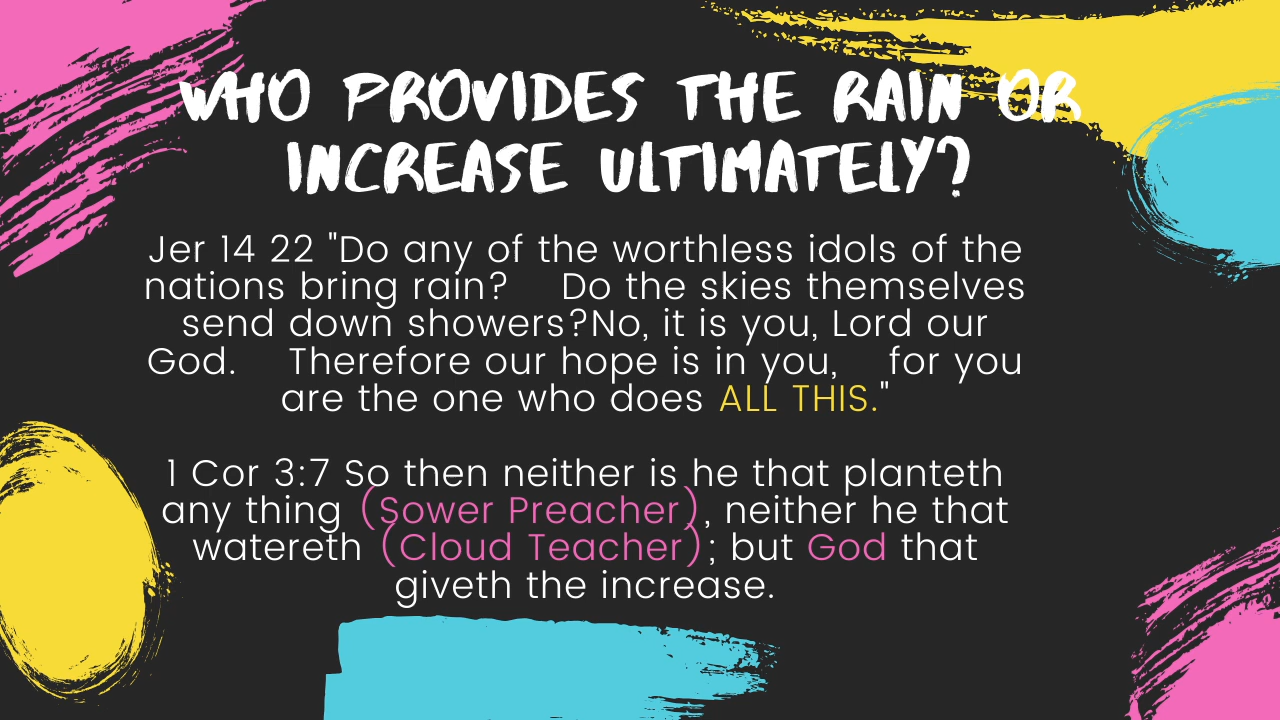 WHO PROVIDES THE RAIN OR
INCREASE ULTIMATELY?
Jer 14 22 "Do any of the worthless idols of the
nations bring rain? Do the skies themselves
send down showers?No, it is you, Lord our
God. Therefore our hope is in you, for you
are the one who does ALL THIS."
1 Cor 3:7 So then neither is he that planteth
any thing (Sower Preacher), neither he that
watereth (Cloud Teacher); but God that
giveth the increase.